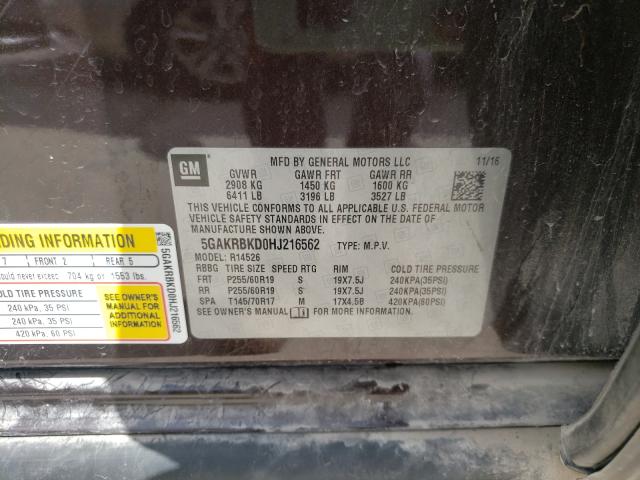 GM
MFD BY GENERAL MOTORS LLC 11/16
GVWR GAWR FRT GAWR RR
2908 KG 1450 KG 1600 KG
6411 LB 3196 LB 3527 LB
THIS VEHICLE CONFORMS TO ALL APPLICABLE U.S. FEDERAL MOTOR
VEHICLE SAFETY STANDARDS IN EFFECT ON THE DATE OF
MANUFACTURE SHOWN ABOVE.
5GAKRBKD0HJ216562 TYPE: M.P.V.
MODEL: R14526
RBBG TIRE SIZE SPEED RTG RIM COLD TIRE PRESSURE
FRT P255/60R19 S 19X7.5J 240KPA(35PSI)
RR P255/60R19 S 19X7.5J 240KPA(35PSI)
SPA T145/70R17 M 17X4.5B 420KPA(60PSI)
SEE OWNER'S MANUAL FOR MORE INFORMATION.
DING INFORMATION
7 FRONT 2 REAR 5
never exceed 704 kg or 1553 lbs.
COLD TIRE PRESSURE
240 kPa, 35 PSI
240 kPa, 35 PSI
420 kPa, 60 PSI
SEE OWNER'S
MANUAL FOR
ADDITIONAL
INFORMATION
5GAKRBKD0HJ216562